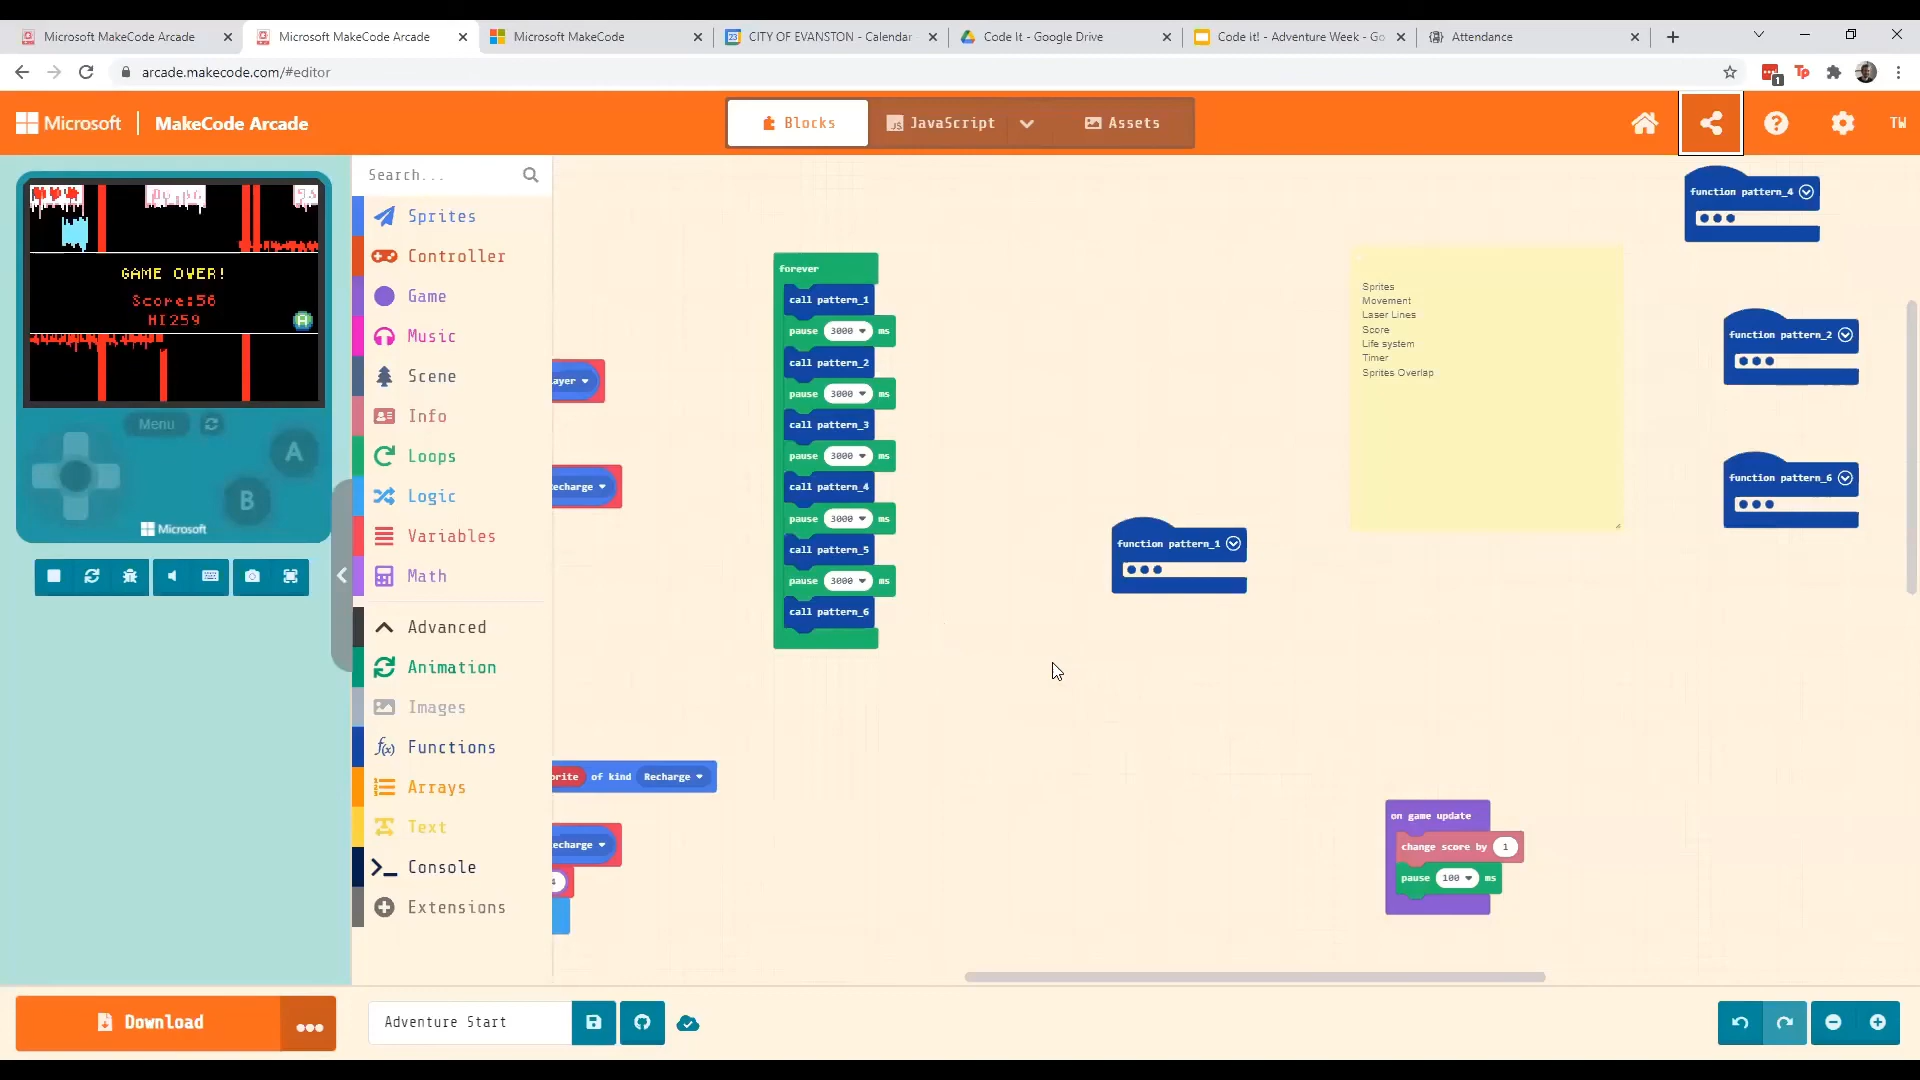 Microsoft MakeCode Arcade
Microsoft MakeCode Arcade
Microsoft MakeCode
CITY OF EVANSTON - Calendar
Code It - Google Drive
Code it! - Adventure Week - Go
Attendance
arcade.makecode.com/#editor
1
Microsoft
MakeCode Arcade
Blocks
JavaScript
Assets
TW
GAME OVER!
Score:56
HI259
A
Menu
A
B
Microsoft
Search...
Sprites
Controller
Game
Music
Scene
Info
Loops
Logic
Variables
Math
Advanced
Animation
Images
Functions
Arrays
Text
Console
Extensions
ayer
echarge
prite of kind Recharge
echarge
4
forever
call pattern_1
pause 3000 ms
call pattern_2
pause 3000 ms
call pattern_3
pause 3000 ms
call pattern_4
pause 3000 ms
call pattern_5
pause 3000 ms
call pattern_6
function pattern_1
Sprites
Movement
Laser Lines
Score
Life system
Timer
Sprites Overlap
function pattern_4
function pattern_2
function pattern_6
on game update
change score by 1
pause 100 ms
Download
Adventure Start